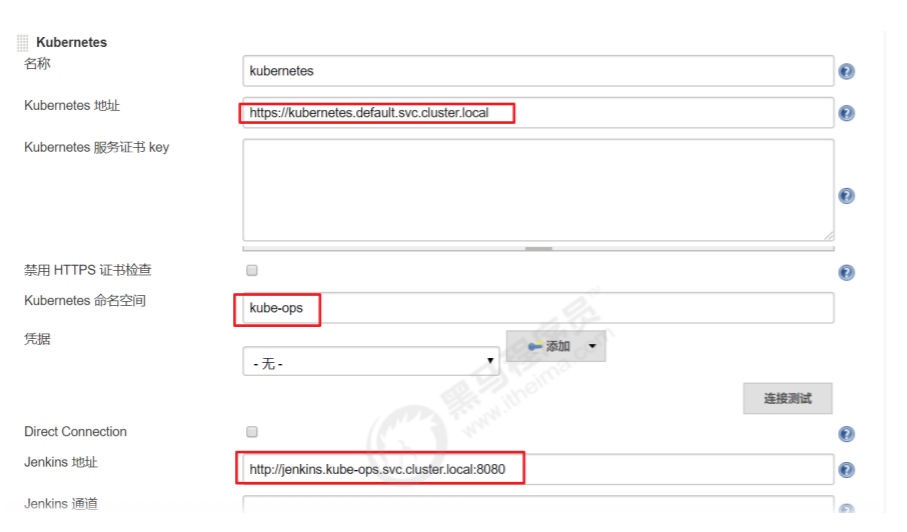 Kubernetes
名称
kubernetes
Kubernetes 地址
https://kubernetes.default.svc.cluster.local
Kubernetes 服务证书 key
禁用 HTTPS 证书检查
Kubernetes 命名空间
kube-ops
凭据
- 无 -
添加
连接测试
黑马程序员
www.itheima.com
Direct Connection
Jenkins 地址
http://jenkins.kube-ops.svc.cluster.local:8080
Jenkins 通道